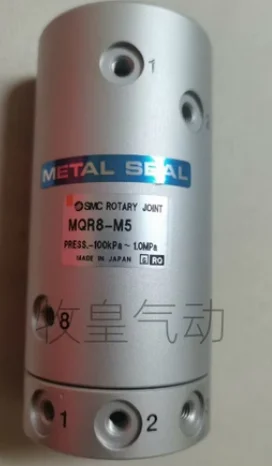 1
2
METAL SEAL
SMC ROTARY JOINT
MQR8-M5
PRESS.-100kPa~1.0MPa
MADE IN JAPAN
8
牧皇气动
1
2